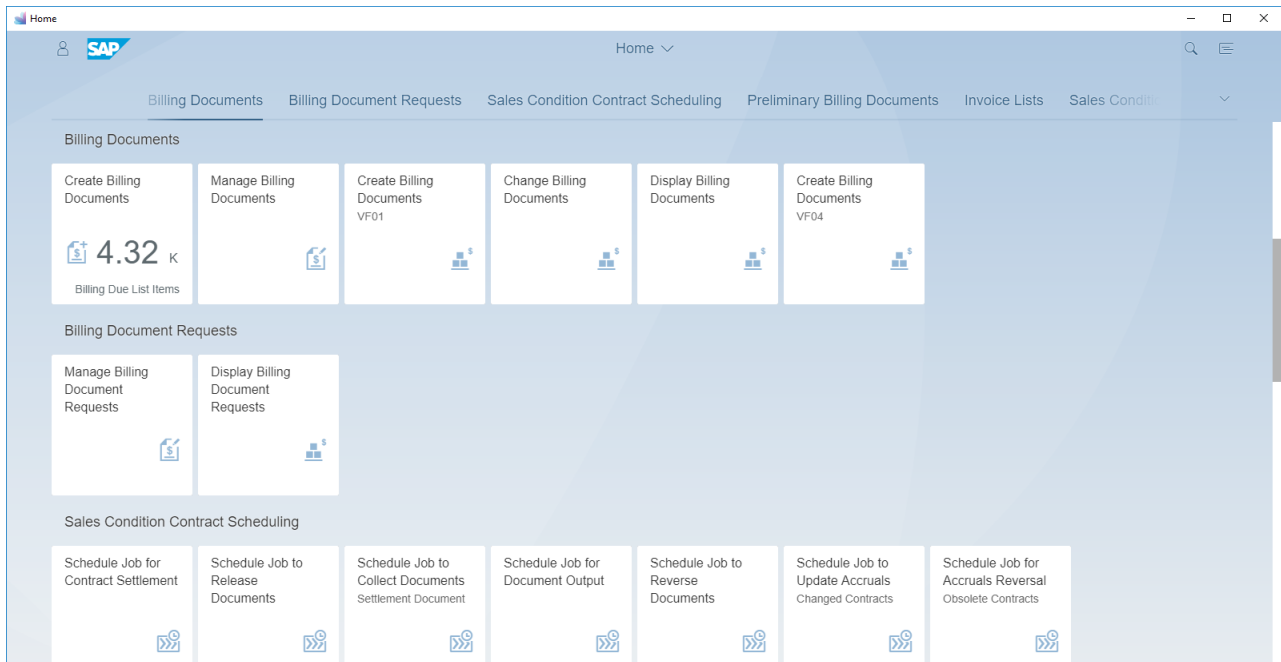 Home
SAP
Home
Billing Documents
Billing Document Requests
Sales Condition Contract Scheduling
Preliminary Billing Documents
Invoice Lists
Sales
Billing Documents
Create Billing
Documents
4.32 K
Billing Due List Items
Manage Billing
Documents
Create Billing
Documents
VF01
Change Billing
Documents
Display Billing
Documents
Create Billing
Documents
VF04
Billing Document Requests
Manage Billing
Document
Requests
Display Billing
Document
Requests
Sales Condition Contract Scheduling
Schedule Job for
Contract Settlement
Schedule Job to
Release
Documents
Schedule Job to
Collect Documents
Settlement Document
Schedule Job for
Document Output
Schedule Job to
Reverse
Documents
Schedule Job to
Update Accruals
Changed Contracts
Schedule Job for
Accruals Reversal
Obsolete Contracts